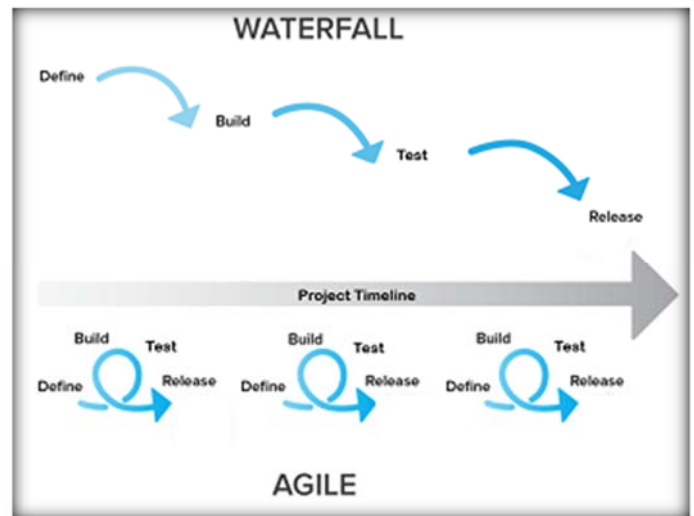 WATERFALL
Define
Build
Test
Release
Project Timeline
Build
Test
Define
Release
Build
Test
Define
Release
Build
Test
Define
Release
AGILE